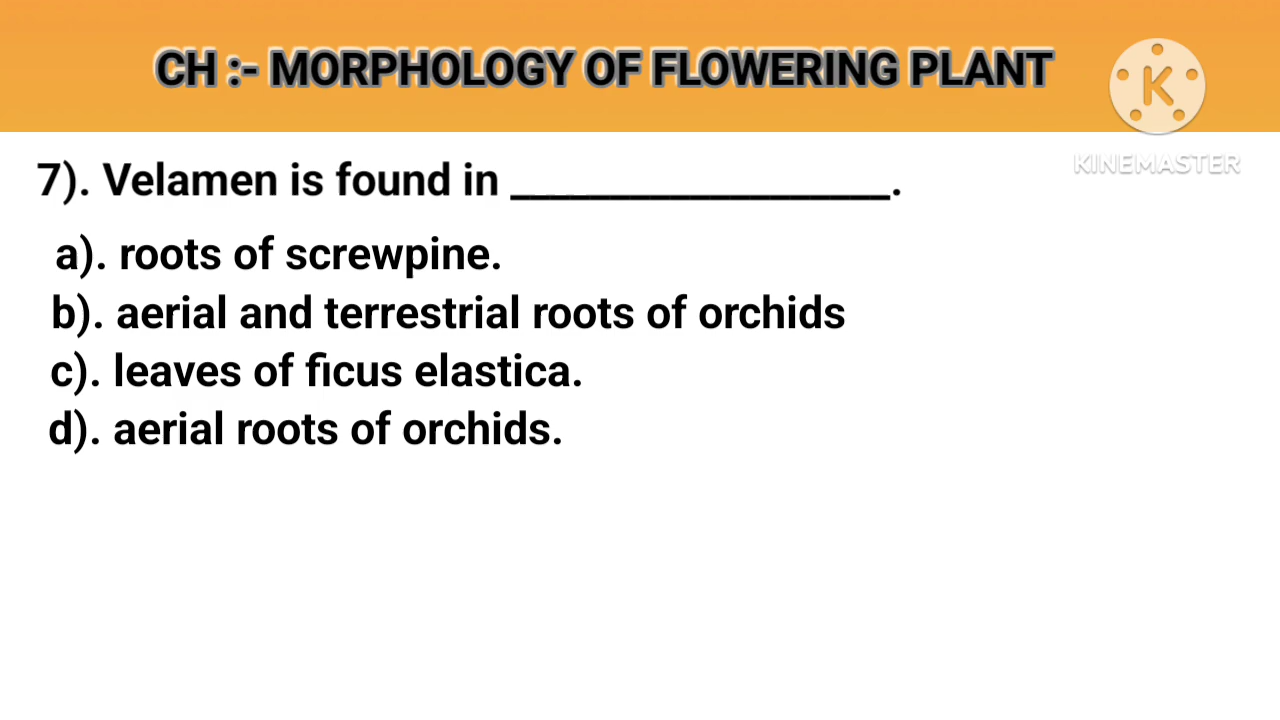 CH :- MORPHOLOGY OF FLOWERING PLANT
K
KINEMASTER
7). Velamen is found in __________________.
a). roots of screwpine.
b). aerial and terrestrial roots of orchids
c). leaves of ficus elastica.
d). aerial roots of orchids.